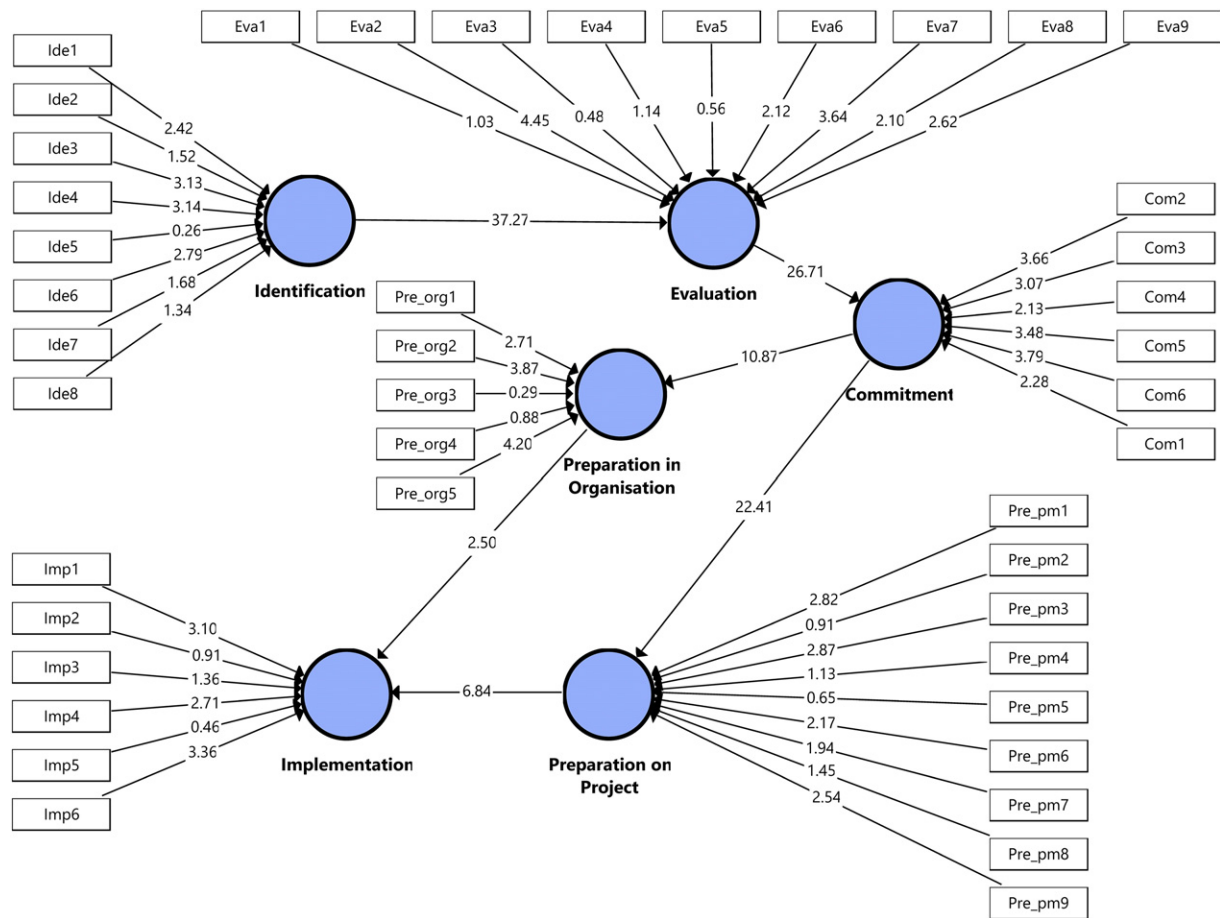 Eva1 Eva2 Eva3 Eva4 Eva5 Eva6 Eva7 Eva8 Eva9
1.03 4.45 0.48 1.14 0.56 2.12 3.64 2.10 2.62
Ide1
Ide2
Ide3
Ide4
Ide5
Ide6
Ide7
Ide8
2.42
1.52
3.13
3.14
0.26
2.79
1.68
1.34
Identification
37.27
Evaluation
26.71
Com2
Com3
Com4
Com5
Com6
Com1
3.66
3.07
2.13
3.48
3.79
2.28
Commitment
10.87
Pre_org1
Pre_org2
Pre_org3
Pre_org4
Pre_org5
2.71
3.87
0.29
0.88
4.20
Preparation in
Organisation
2.50
22.41
Imp1
Imp2
Imp3
Imp4
Imp5
Imp6
3.10
0.91
1.36
2.71
0.46
3.36
Implementation
6.84
Preparation on
Project
2.82
0.91
2.87
1.13
0.65
2.17
1.94
1.45
2.54
Pre_pm1
Pre_pm2
Pre_pm3
Pre_pm4
Pre_pm5
Pre_pm6
Pre_pm7
Pre_pm8
Pre_pm9